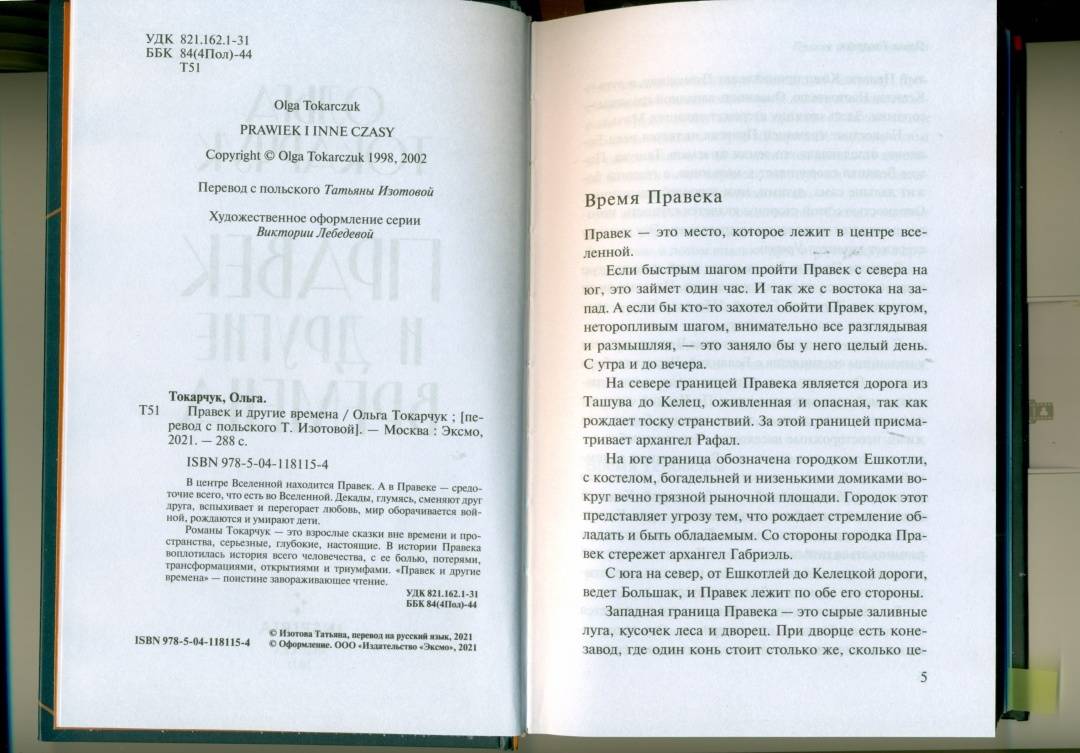 УДК 821.162.1-31
ББК 84(4Пол)-44
Т51
Olga Tokarczuk
PRAWIEK I INNE CZASY
Copyright © Olga Tokarczuk 1998, 2002
Перевод с польского Татьяны Изотовой
Художественное оформление серии
Виктории Лебедевой
Токарчук, Ольга.
Т51 Правек и другие времена / Ольга Токарчук ; [пе-
ревод с польского Т. Изотовой]. — Москва : Эксмо,
2021. — 288 с.
ISBN 978-5-04-118115-4
В центре Вселенной находится Правек. А в Правеке — средо-
точие всего, что есть во Вселенной. Декады, глумясь, сменяют друг
друга, вспыхивает и перегорает любовь, мир оборачивается вой-
ной, рождаются и умирают дети.
Романы Токарчук — это взрослые сказки вне времени и про-
странства, серьезные, глубокие, настоящие. В истории Правека
воплотилась история всего человечества, с ее болью, потерями,
трансформациями, открытиями и триумфами. «Правек и другие
времена» — поистине завораживающее чтение.
УДК 821.162.1-31
ББК 84(4Пол)-44
ISBN 978-5-04-118115-4
© Изотова Татьяна, перевод на русский язык, 2021
© Оформление. ООО «Издательство «Эксмо», 2021
Время Правека
Правек — это место, которое лежит в центре все-
ленной.
Если быстрым шагом пройти Правек с севера на
юг, это займет один час. И так же с востока на за-
пад. А если бы кто-то захотел обойти Правек кругом,
неторопливым шагом, внимательно все разглядывая
и размышляя, — это заняло бы у него целый день.
С утра и до вечера.
На севере границей Правека является дорога из
Ташува до Келец, оживленная и опасная, так как
рождает тоску странствий. За этой границей присма-
тривает архангел Рафал.
На юге граница обозначена городком Ешкотли,
с костелом, богадельней и низенькими домиками во-
круг вечно грязной рыночной площади. Городок этот
представляет угрозу тем, что рождает стремление об-
ладать и быть обладаемым. Со стороны городка Пра-
век стережет архангел Габриэль.
С юга на север, от Ешкотлей до Келецкой дороги,
ведет Большак, и Правек лежит по обе его стороны.
Западная граница Правека — это сырые заливные
луга, кусочек леса и дворец. При дворце есть коне-
завод, где один конь стоит столько же, сколько це-
5